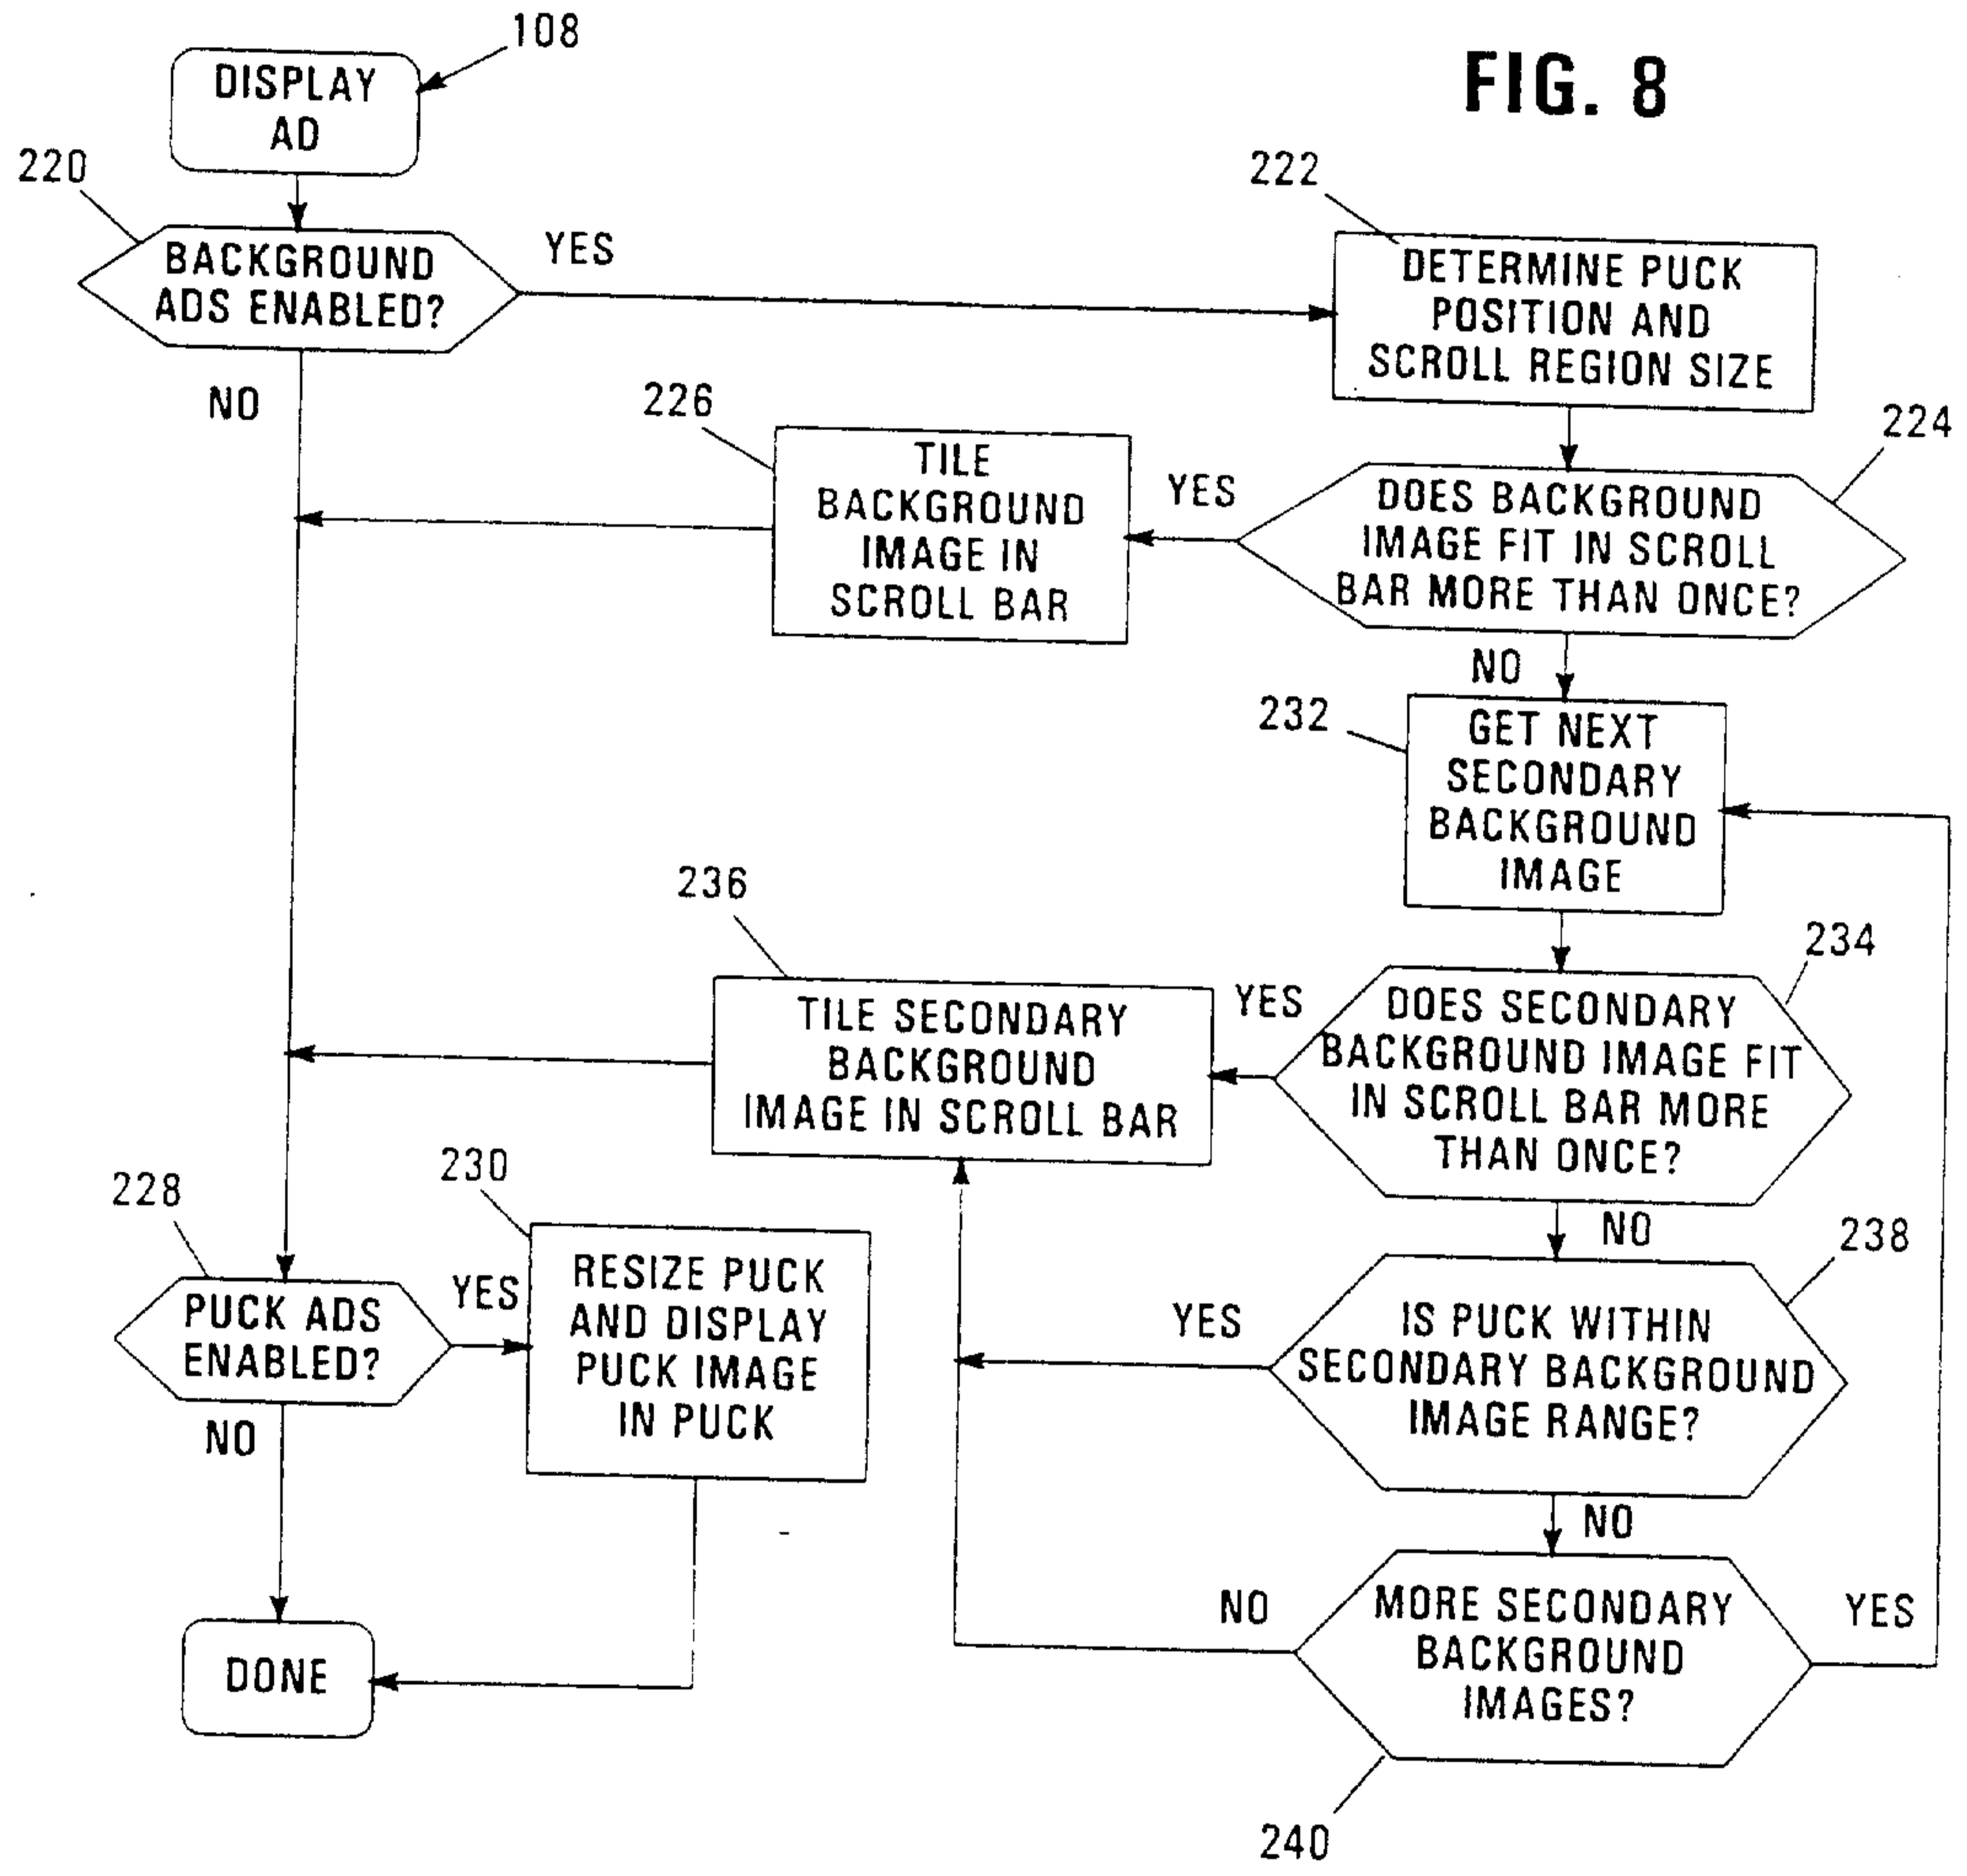 FIG. 8
108
DISPLAY
AD
220
BACKGROUND
ADS ENABLED?
YES
NO
222
DETERMINE PUCK
POSITION AND
SCROLL REGION SIZE
224
DOES BACKGROUND
IMAGE FIT IN SCROLL
BAR MORE THAN ONCE?
YES
NO
226
TILE
BACKGROUND
IMAGE IN
SCROLL BAR
232
GET NEXT
SECONDARY
BACKGROUND
IMAGE
234
DOES SECONDARY
BACKGROUND IMAGE FIT
IN SCROLL BAR MORE
THAN ONCE?
YES
NO
236
TILE SECONDARY
BACKGROUND
IMAGE IN SCROLL BAR
238
IS PUCK WITHIN
SECONDARY BACKGROUND
IMAGE RANGE?
YES
NO
240
MORE SECONDARY
BACKGROUND
IMAGES?
NO
YES
228
PUCK ADS
ENABLED?
YES
NO
230
RESIZE PUCK
AND DISPLAY
PUCK IMAGE
IN PUCK
DONE